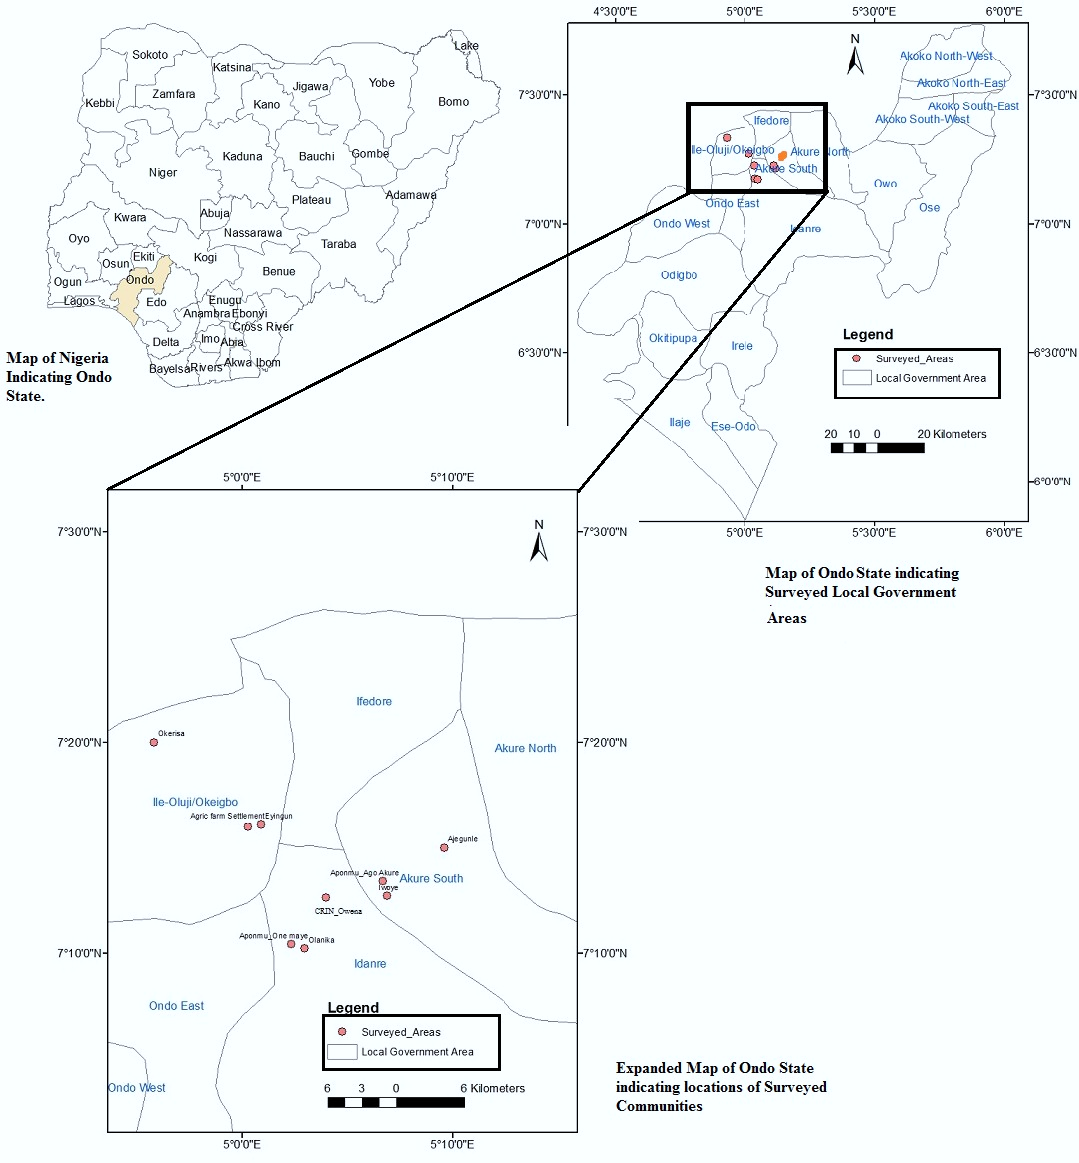 Sokoto
Katsina
Lake
Kebbi
Zamfara
Kano
Jigawa
Yobe
Borno
Niger
Kaduna
Bauchi
Gombe
Adamawa
Kwara
Abuja
Plateau
Nassarawa
Oyo
Taraba
Osun
Ekiti
Kogi
Benue
Ogun
Ondo
Lagos
Edo
Enugu
Anambra
Ebonyi
Cross River
Delta
Imo
Abia
Bayelsa
Rivers
Akwa Ibom
Map of Nigeria
Indicating Ondo
State.
4°30'0"E
5°0'0"E
5°30'0"E
6°0'0"E
N
7°30'0"N
7°30'0"N
Akoko North-West
Akoko North-East
Akoko South-East
Akoko South-West
Ifedore
Ile-Oluji/Okeigbo
Akure North
Akure South
Owo
Ose
Ondo East
7°0'0"N
7°0'0"N
Ondo West
Idanre
Odigbo
Okitipupa
Irele
6°30'0"N
6°30'0"N
Ilaje
Ese-Odo
Legend
Surveyed_Areas
Local Government Area
20 10 0 20 Kilometers
6°0'0"N
5°0'0"E
5°30'0"E
6°0'0"E
Map of Ondo State indicating
Surveyed Local Government
Areas
5°0'0"E
5°10'0"E
7°30'0"N
7°30'0"N
N
Ifedore
Akure North
Okerisa
7°20'0"N
7°20'0"N
Ile-Oluji/Okeigbo
Agric farm Settlement
Eyingun
Ajegunle
Aponmu_Ago Akure
Akure South
Iwoye
CRIN_Owena
Aponmu_One maye
Olanika
7°10'0"N
7°10'0"N
Idanre
Ondo East
Legend
Surveyed_Areas
Local Government Area
Ondo West
6 3 0 6 Kilometers
5°0'0"E
5°10'0"E
Expanded Map of Ondo State
indicating locations of Surveyed
Communities